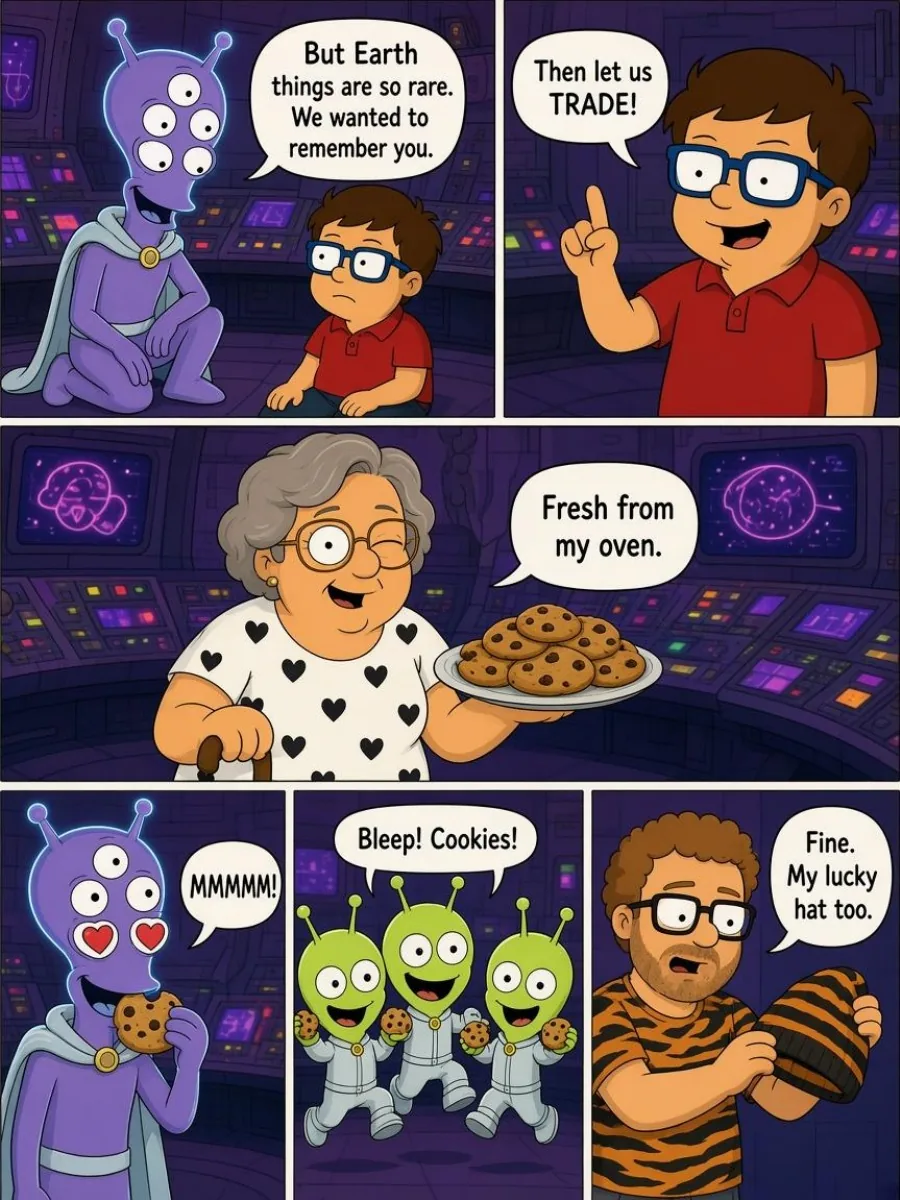 But Earth
things are so rare.
We wanted to
remember you.
Then let us
TRADE!
Fresh from
my oven.
MMMMM!
Bleep! Cookies!
Fine.
My lucky
hat too.